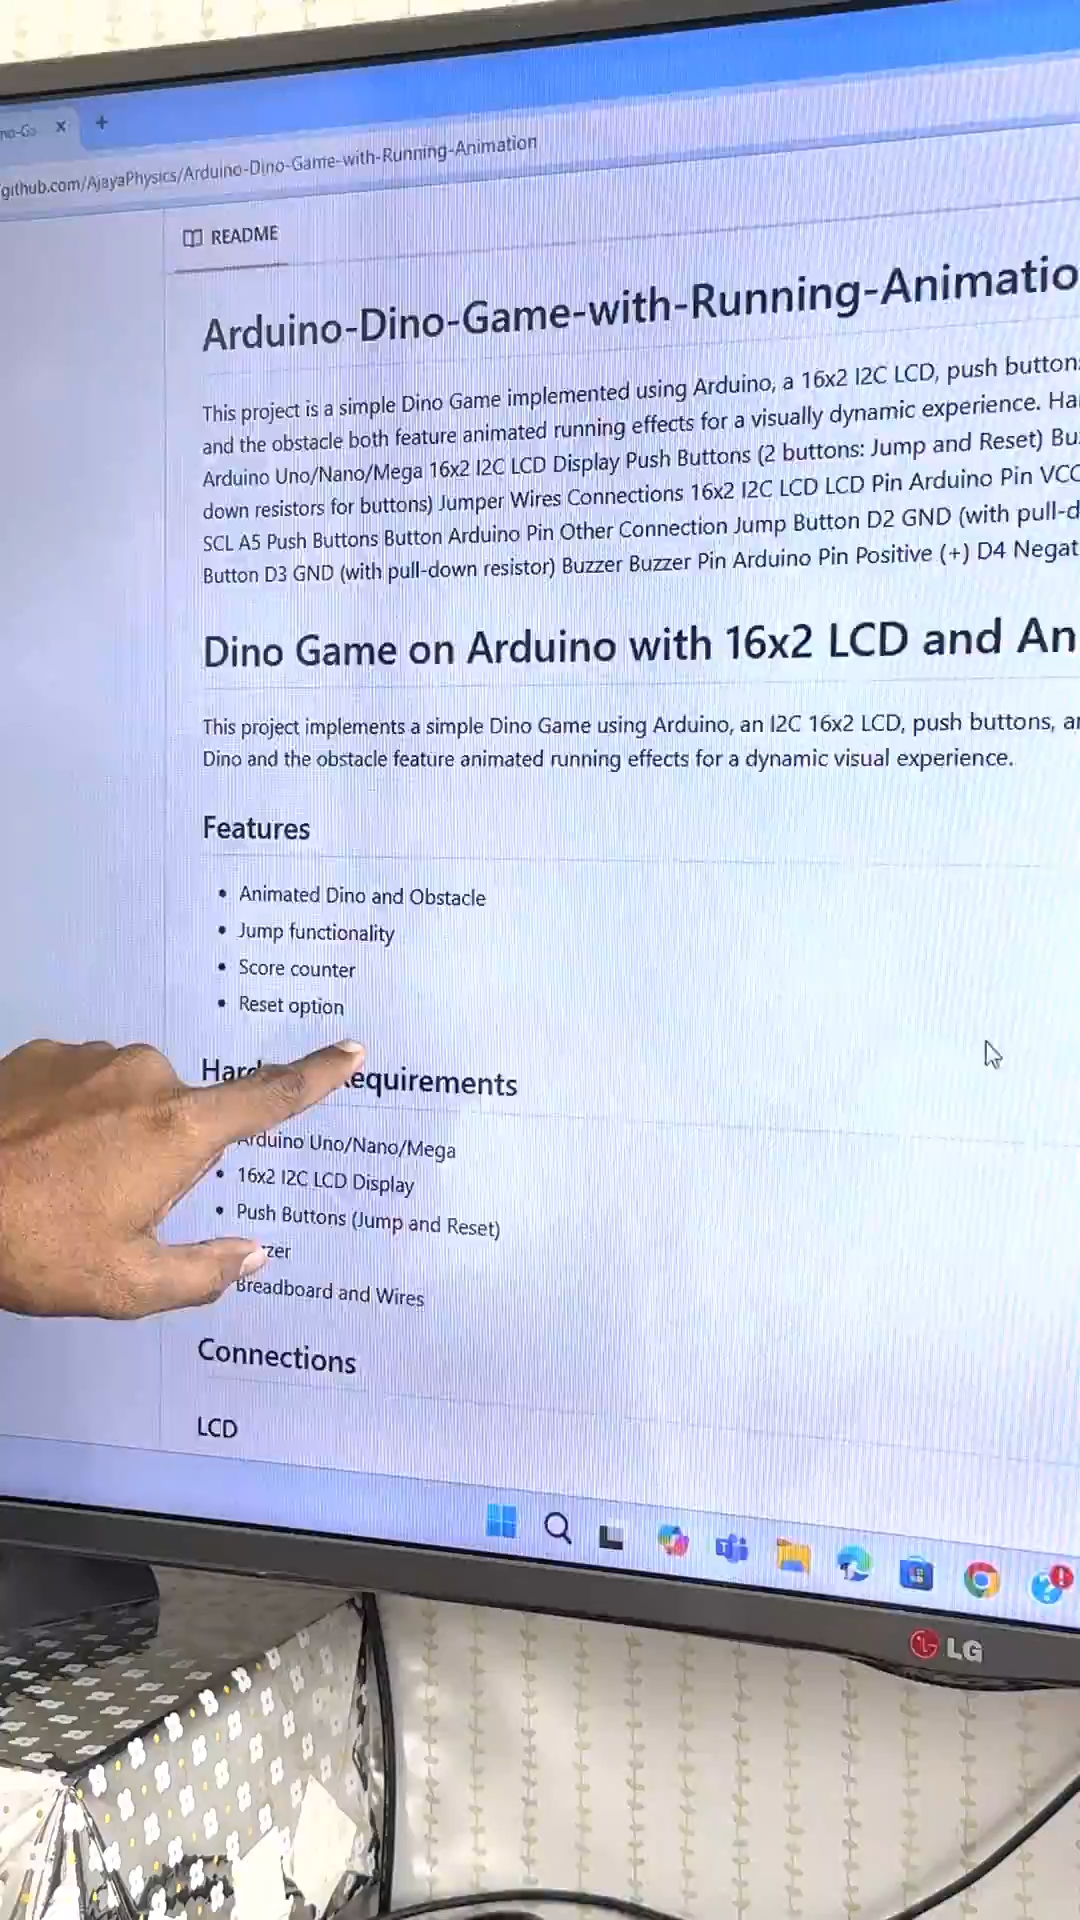 no-Ga
github.com/AjayaPhysics/Arduino-Dino-Game-with-Running-Animation
README
Arduino-Dino-Game-with-Running-Animatio
This project is a simple Dino Game implemented using Arduino, a 16x2 I2C LCD, push button
and the obstacle both feature animated running effects for a visually dynamic experience. Ha
Arduino Uno/Nano/Mega 16x2 I2C LCD Display Push Buttons (2 buttons: Jump and Reset) Bu
down resistors for buttons) Jumper Wires Connections 16x2 I2C LCD LCD Pin Arduino Pin VCC
SCL A5 Push Buttons Button Arduino Pin Other Connection Jump Button D2 GND (with pull-d
Button D3 GND (with pull-down resistor) Buzzer Buzzer Pin Arduino Pin Positive (+) D4 Negat
Dino Game on Arduino with 16x2 LCD and An
This project implements a simple Dino Game using Arduino, an I2C 16x2 LCD, push buttons, a
Dino and the obstacle feature animated running effects for a dynamic visual experience.
Features
• Animated Dino and Obstacle
• Jump functionality
• Score counter
• Reset option
Hard equirements
Arduino Uno/Nano/Mega
• 16x2 I2C LCD Display
• Push Buttons (Jump and Reset)
zer
Breadboard and Wires
Connections
LCD
LG